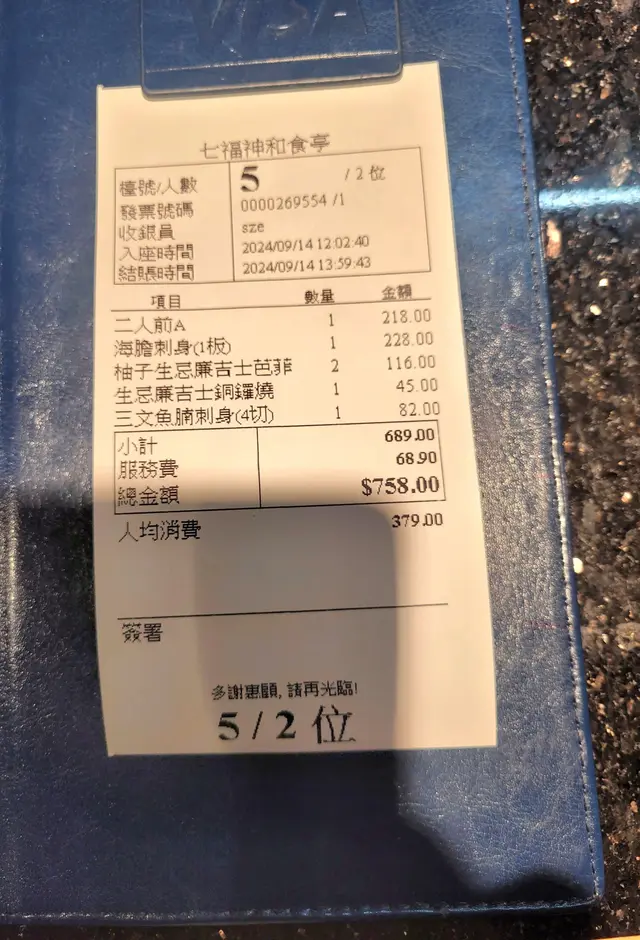 七福神和食亭
檯號/人數 5 / 2 位
發票號碼 0000269554 /1
收銀員 sze
入座時間 2024/09/14 12:02:40
結賬時間 2024/09/14 13:59:43
項目 數量 金額
二人前A 1 218.00
海膽刺身(1板) 1 228.00
柚子生忌廉吉士芭菲 2 116.00
生忌廉吉士銅鑼燒 1 45.00
三文魚腩刺身(4切) 1 82.00
小計 689.00
服務費 68.90
總金額 $758.00
人均消費 379.00
簽署
多謝惠顧, 請再光臨!
5 / 2 位